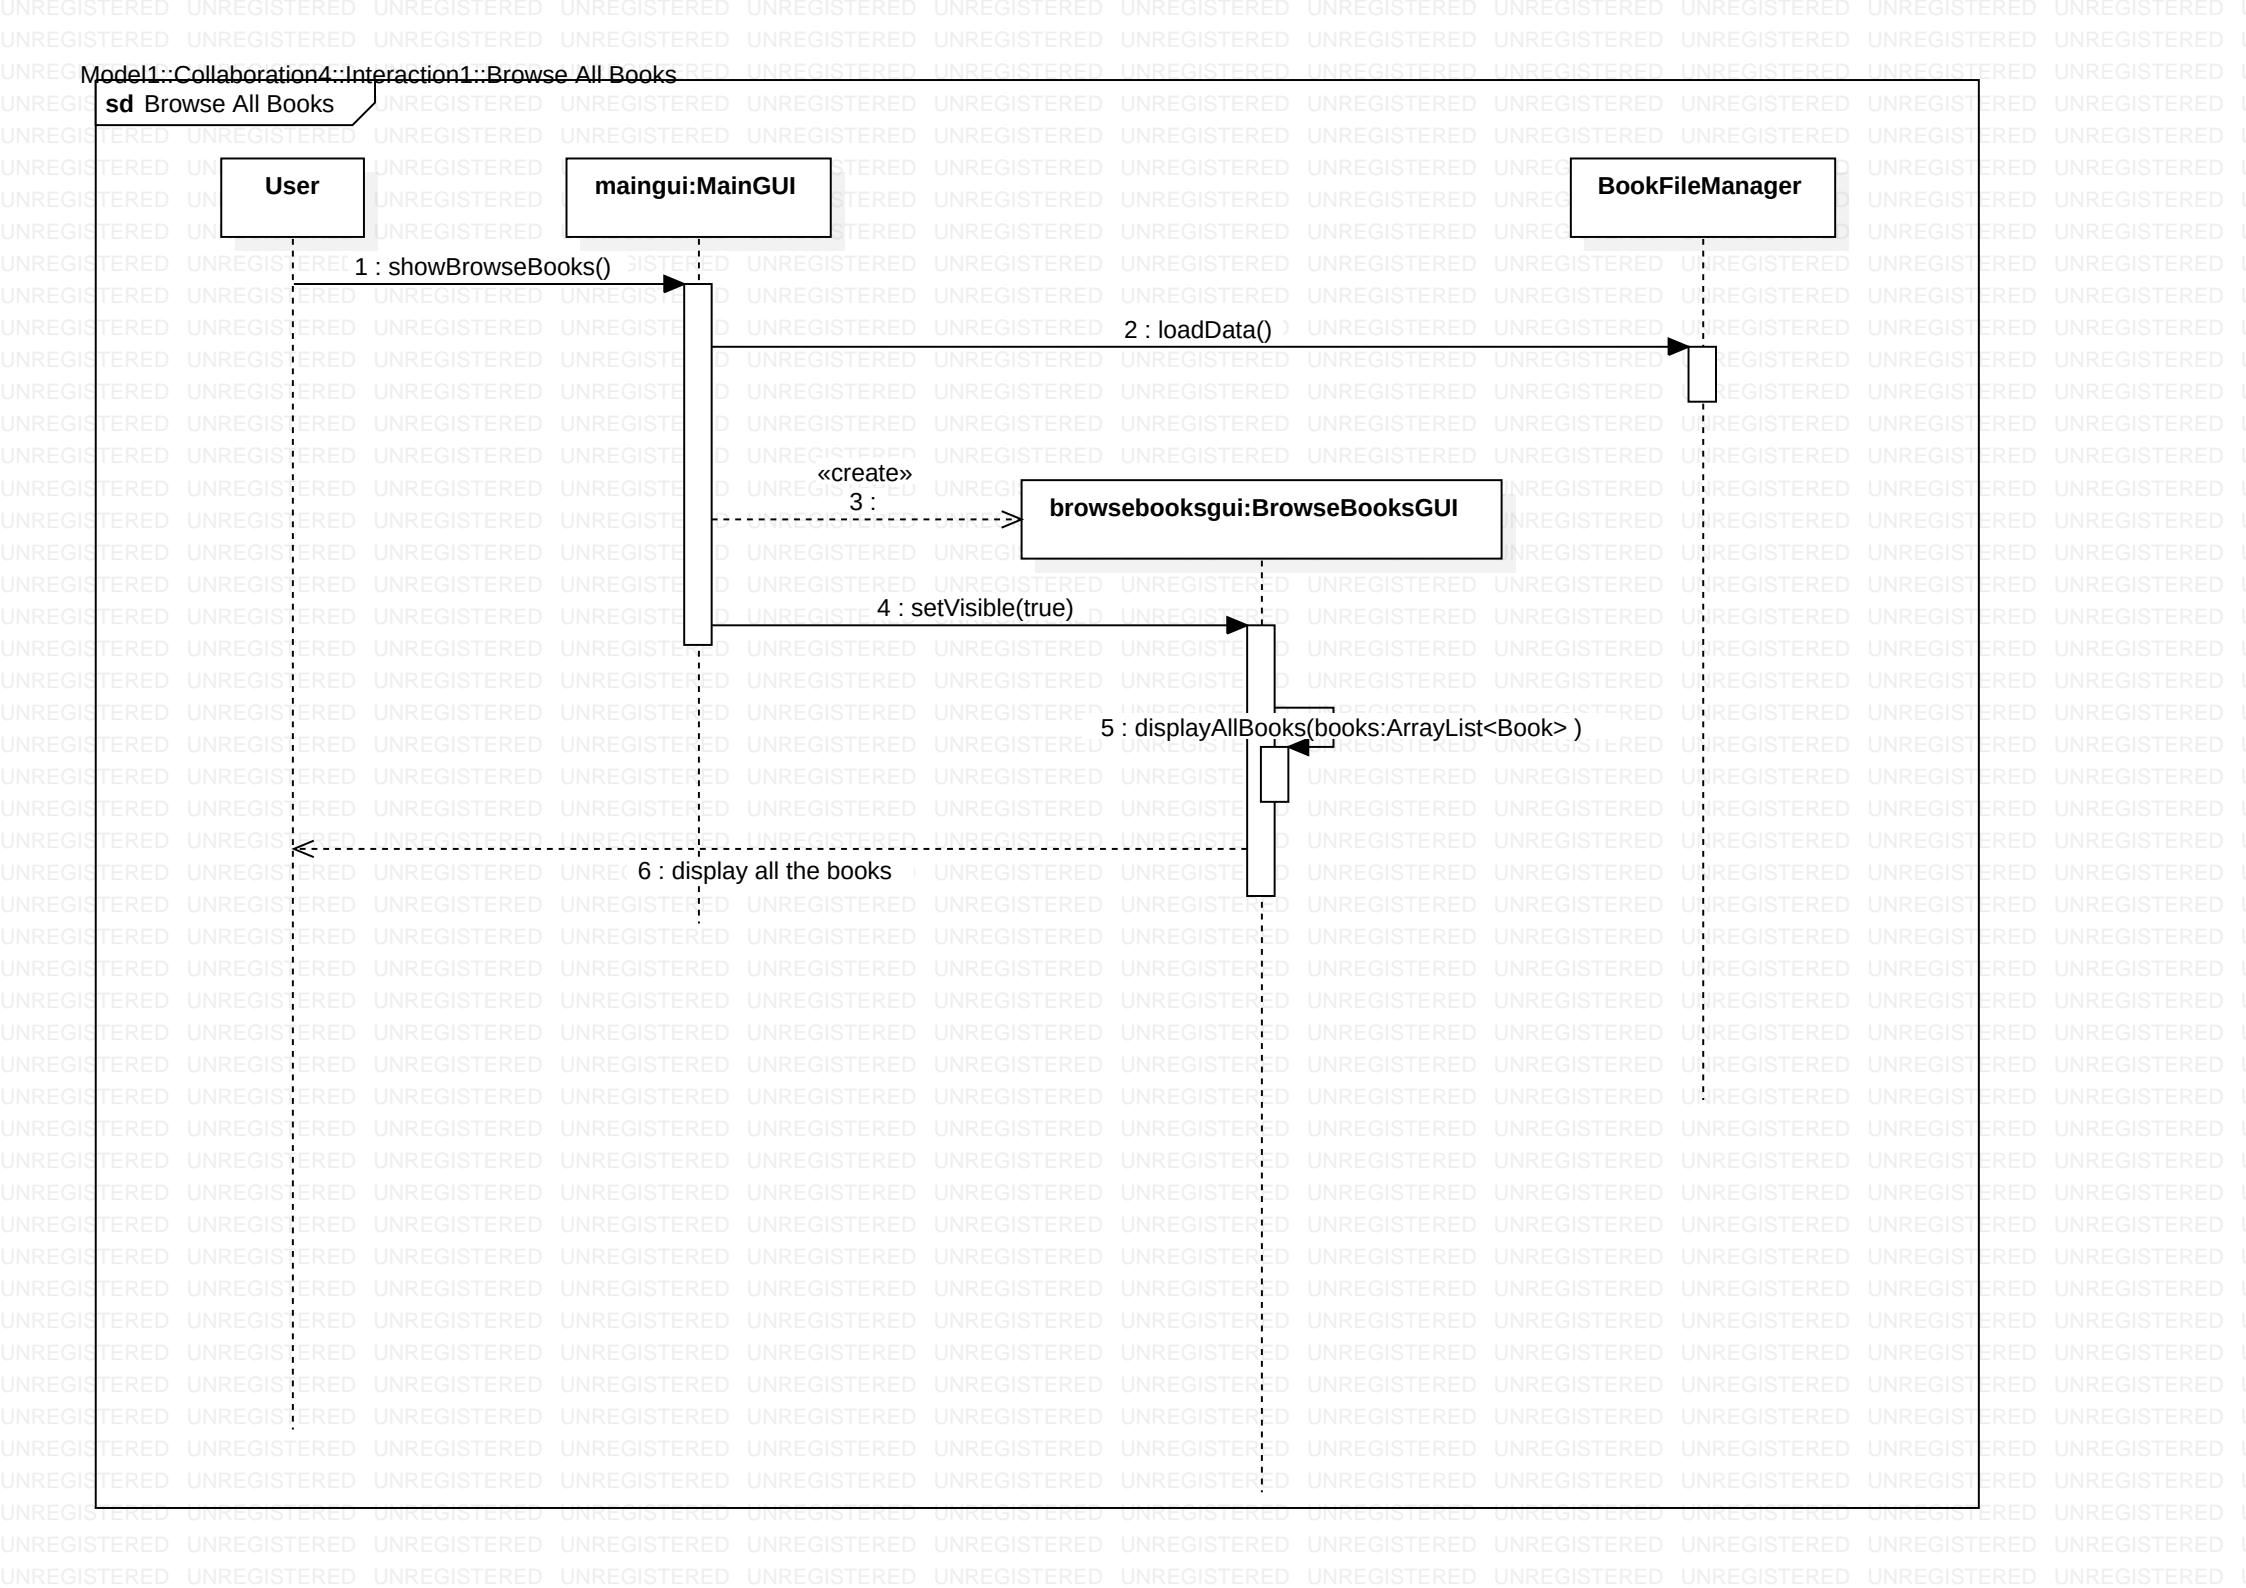 Model1::Collaboration4::Interaction1::Browse All Books
sd Browse All Books
User
maingui:MainGUI
BookFileManager
1 : showBrowseBooks()
2 : loadData()
«create»
3 :
browsebooksgui:BrowseBooksGUI
4 : setVisible(true)
5 : displayAllBooks(books:ArrayList<Book> )
6 : display all the books
UNREGISTERED